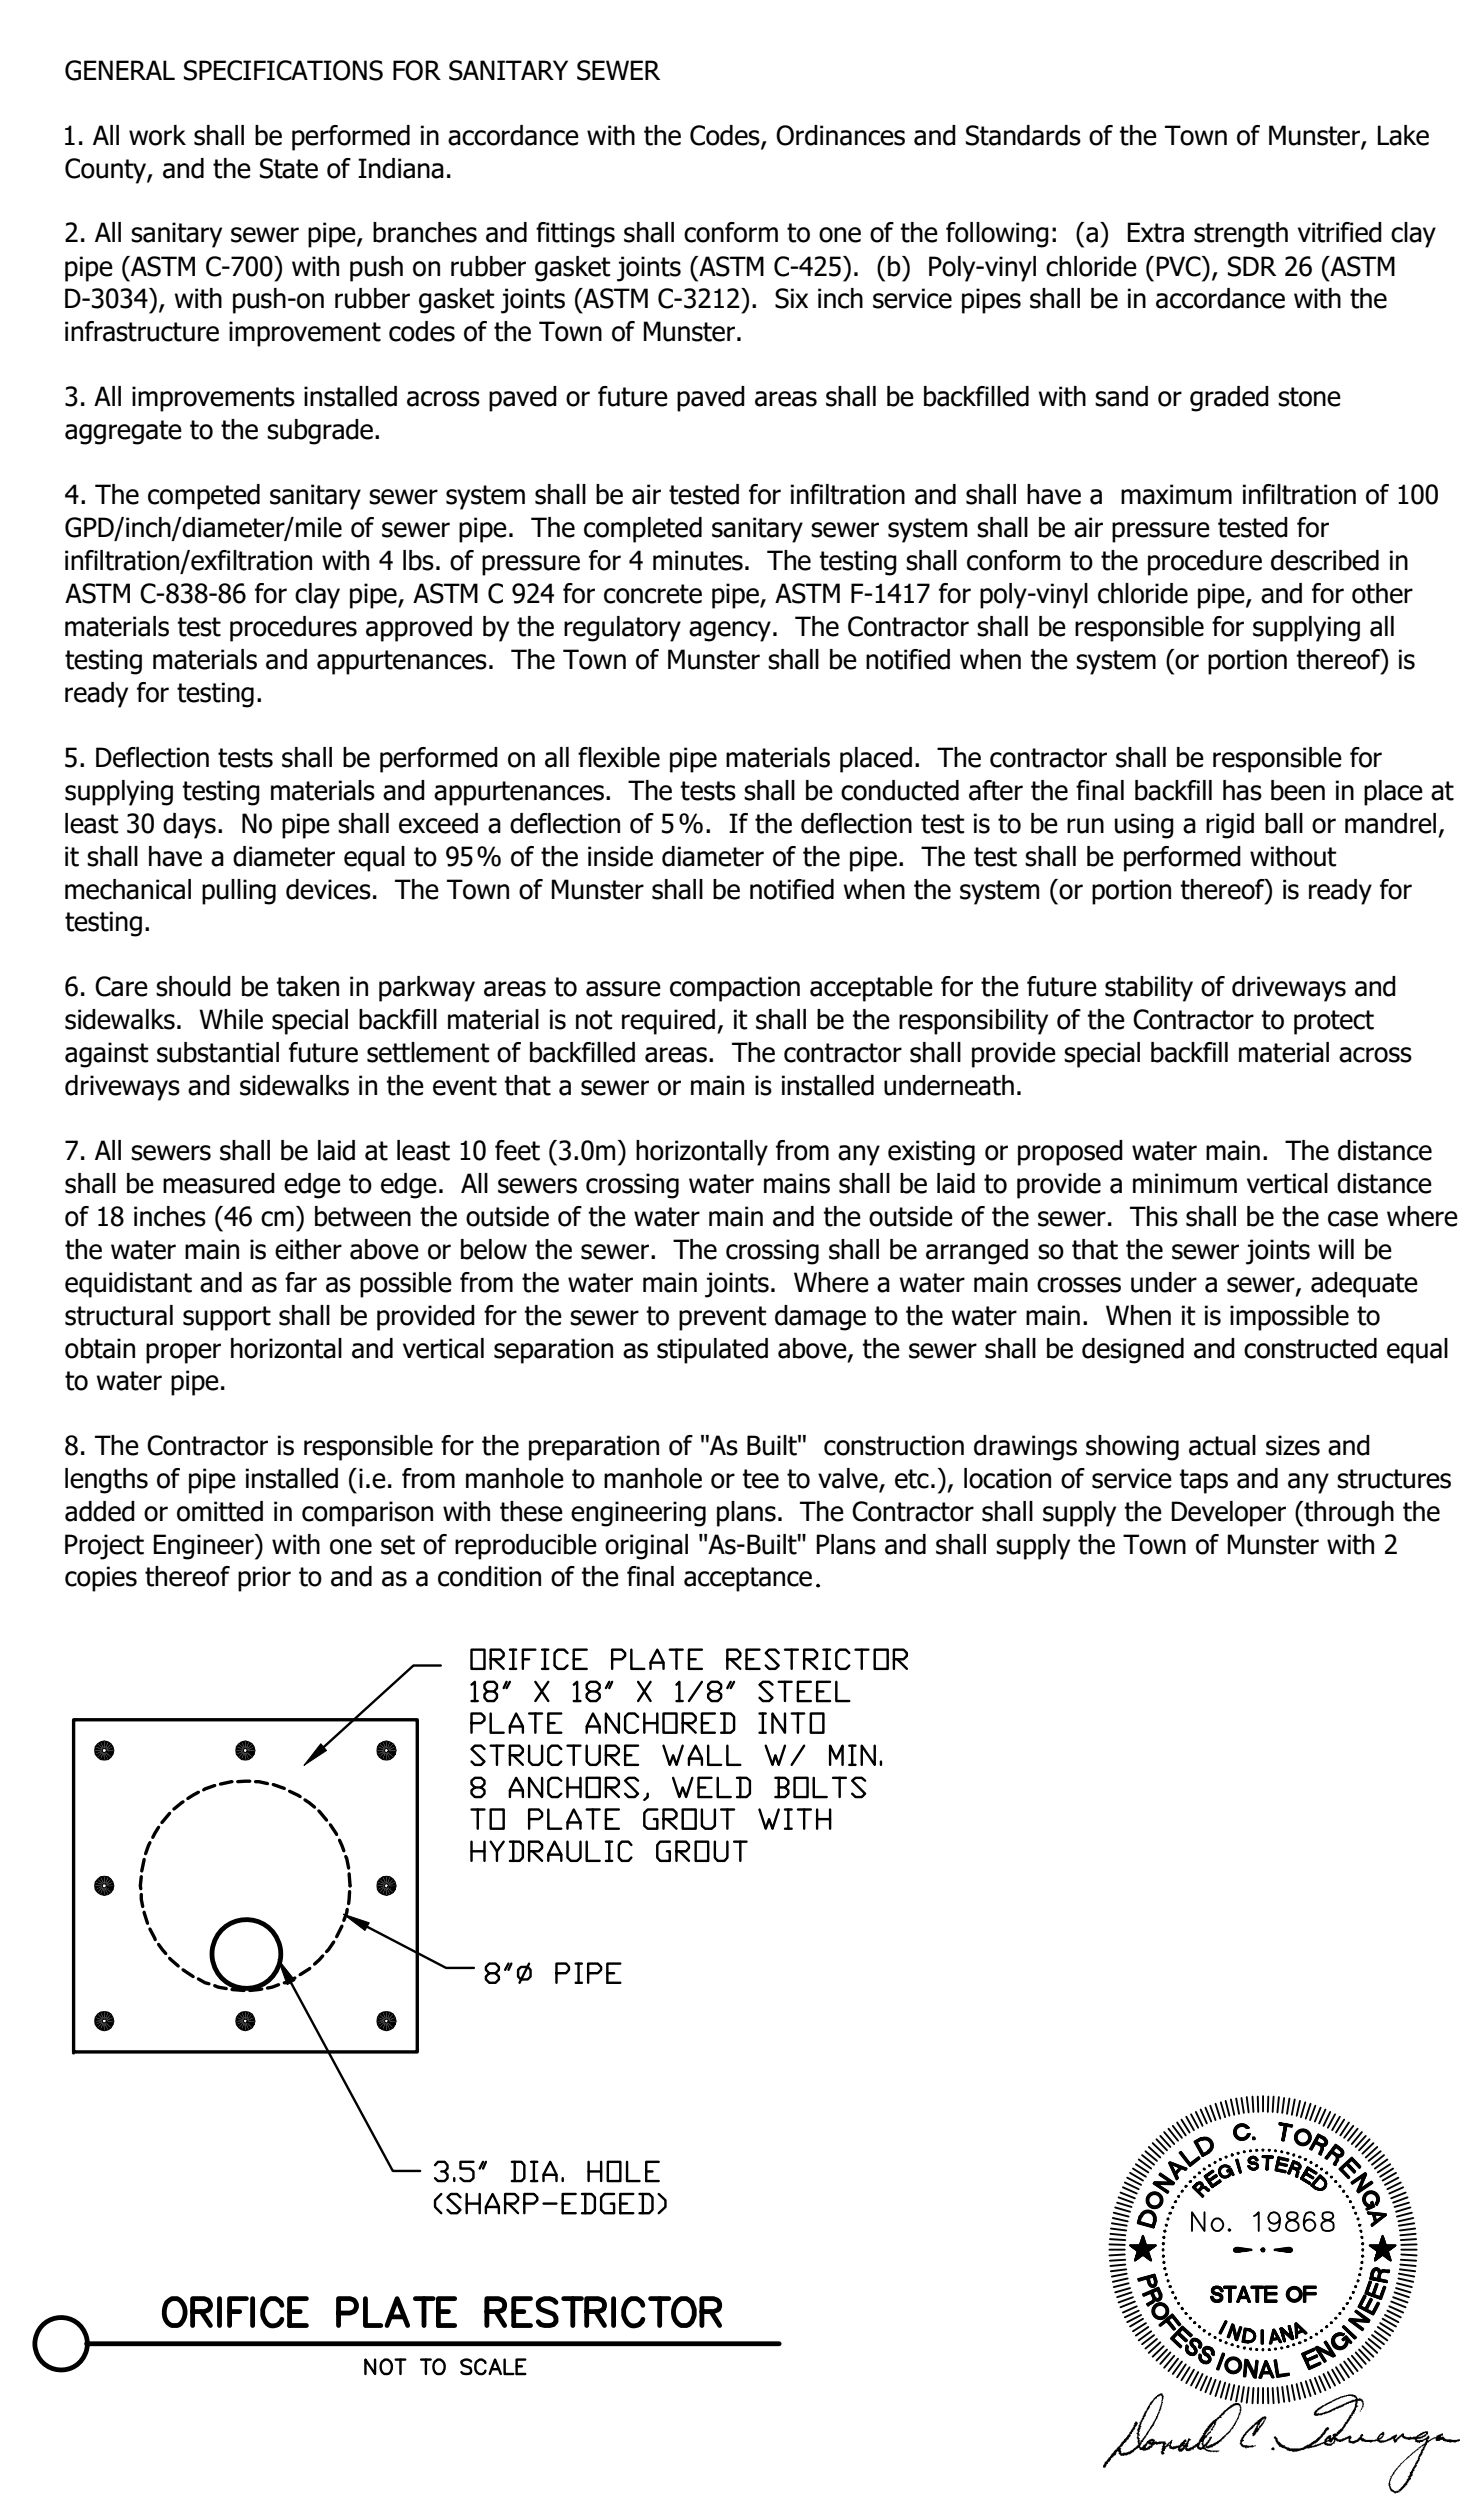 GENERAL SPECIFICATIONS FOR SANITARY SEWER
1. All work shall be performed in accordance with the Codes, Ordinances and Standards of the Town of Munster, Lake
County, and the State of Indiana.
2. All sanitary sewer pipe, branches and fittings shall conform to one of the following:  (a)  Extra strength vitrified clay
pipe (ASTM C-700) with push on rubber gasket joints (ASTM C-425).  (b)  Poly-vinyl chloride (PVC), SDR 26 (ASTM
D-3034), with push-on rubber gasket joints (ASTM C-3212).  Six inch service pipes shall be in accordance with the
infrastructure improvement codes of the Town of Munster.
3. All improvements installed across paved or future paved areas shall be backfilled with sand or graded stone
aggregate to the subgrade.
4. The competed sanitary sewer system shall be air tested for infiltration and shall have a  maximum infiltration of 100
GPD/inch/diameter/mile of sewer pipe.  The completed sanitary sewer system shall be air pressure tested for
infiltration/exfiltration with 4 lbs. of pressure for 4 minutes.  The testing shall conform to the procedure described in
ASTM C-838-86 for clay pipe, ASTM C 924 for concrete pipe, ASTM F-1417 for poly-vinyl chloride pipe, and for other
materials test procedures approved by the regulatory agency.  The Contractor shall be responsible for supplying all
testing materials and appurtenances.  The Town of Munster shall be notified when the system (or portion thereof) is
ready for testing.
5. Deflection tests shall be performed on all flexible pipe materials placed.  The contractor shall be responsible for
supplying testing materials and appurtenances.  The tests shall be conducted after the final backfill has been in place at
least 30 days.  No pipe shall exceed a deflection of 5%.  If the deflection test is to be run using a rigid ball or mandrel,
it shall have a diameter equal to 95% of the inside diameter of the pipe.  The test shall be performed without
mechanical pulling devices.  The Town of Munster shall be notified when the system (or portion thereof) is ready for
testing.
6. Care should be taken in parkway areas to assure compaction acceptable for the future stability of driveways and
sidewalks.  While special backfill material is not required, it shall be the responsibility of the Contractor to protect
against substantial future settlement of backfilled areas.  The contractor shall provide special backfill material across
driveways and sidewalks in the event that a sewer or main is installed underneath.
7. All sewers shall be laid at least 10 feet (3.0m) horizontally from any existing or proposed water main.  The distance
shall be measured edge to edge.  All sewers crossing water mains shall be laid to provide a minimum vertical distance
of 18 inches (46 cm) between the outside of the water main and the outside of the sewer.  This shall be the case where
the water main is either above or below the sewer.  The crossing shall be arranged so that the sewer joints will be
equidistant and as far as possible from the water main joints.  Where a water main crosses under a sewer, adequate
structural support shall be provided for the sewer to prevent damage to the water main.  When it is impossible to
obtain proper horizontal and vertical separation as stipulated above, the sewer shall be designed and constructed equal
to water pipe.
8. The Contractor is responsible for the preparation of "As Built"  construction drawings showing actual sizes and
lengths of pipe installed (i.e. from manhole to manhole or tee to valve, etc.), location of service taps and any structures
added or omitted in comparison with these engineering plans.  The Contractor shall supply the Developer (through the
Project Engineer) with one set of reproducible original "As-Built" Plans and shall supply the Town of Munster with 2
copies thereof prior to and as a condition of the final acceptance.
ORIFICE PLATE RESTRICTOR
18" X 18" X 1/8" STEEL
PLATE ANCHORED INTO
STRUCTURE WALL W/ MIN.
8 ANCHORS, WELD BOLTS
TO PLATE GROUT WITH
HYDRAULIC GROUT
8"Ø PIPE
3.5" DIA. HOLE
(SHARP-EDGED)
ORIFICE PLATE RESTRICTOR
NOT TO SCALE
DONALD C. TORRENGA
REGISTERED
No. 19868
STATE OF
INDIANA
PROFESSIONAL ENGINEER
Donald C. Torrenga